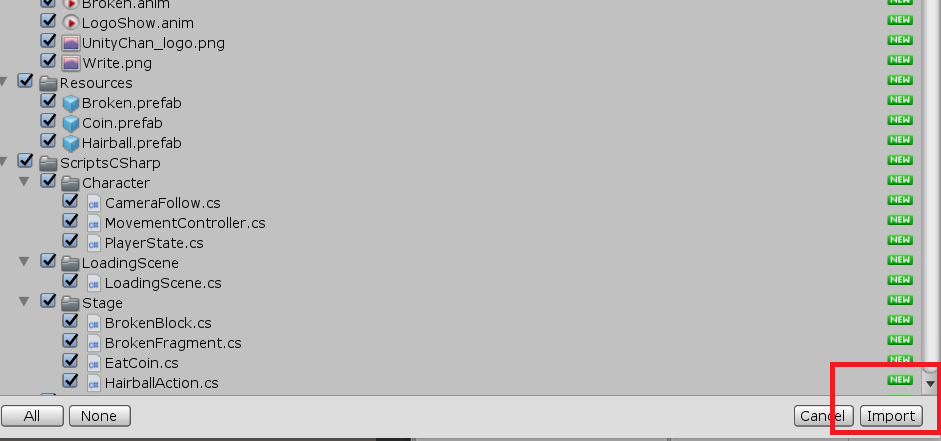 Broken.anim NEW
LogoShow.anim NEW
UnityChan_logo.png NEW
Write.png NEW
Resources NEW
Broken.prefab NEW
Coin.prefab NEW
Hairball.prefab NEW
ScriptsCSharp NEW
Character NEW
C# CameraFollow.cs NEW
C# MovementController.cs NEW
C# PlayerState.cs NEW
LoadingScene NEW
C# LoadingScene.cs NEW
Stage NEW
C# BrokenBlock.cs NEW
C# BrokenFragment.cs NEW
C# EatCoin.cs NEW
C# HairballAction.cs NEW
All None Cancel Import